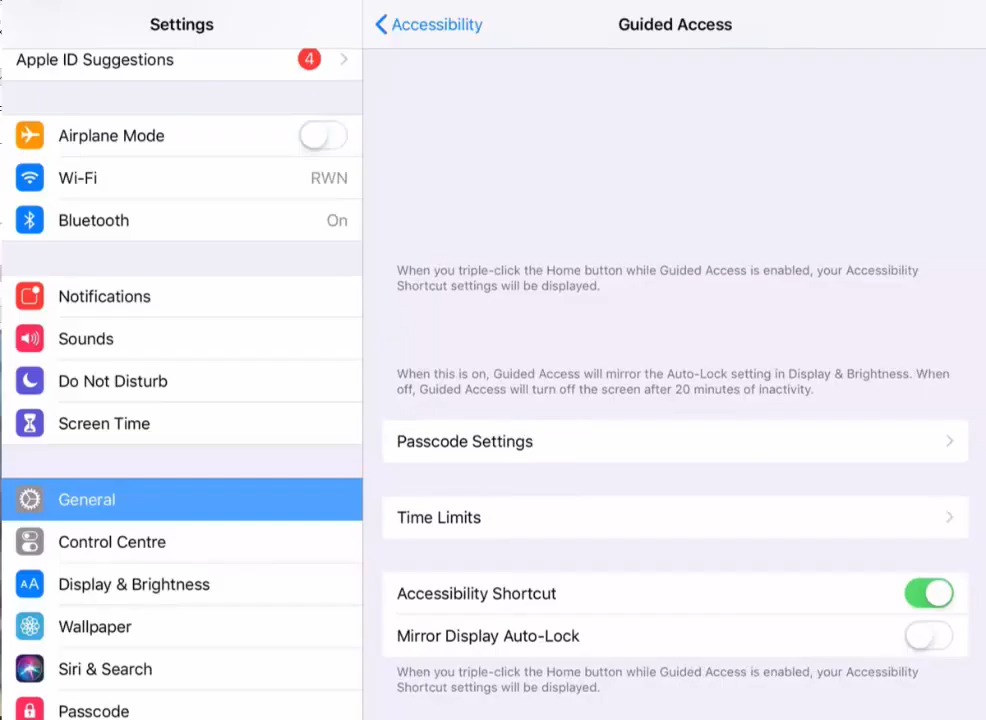 Settings
Apple ID Suggestions 4
Airplane Mode
Wi-Fi RWN
Bluetooth On
Notifications
Sounds
Do Not Disturb
Screen Time
General
Control Centre
AA Display & Brightness
Wallpaper
Siri & Search
Passcode
Accessibility
Guided Access
When you triple-click the Home button while Guided Access is enabled, your Accessibility
Shortcut settings will be displayed.
When this is on, Guided Access will mirror the Auto-Lock setting in Display & Brightness. When
off, Guided Access will turn off the screen after 20 minutes of inactivity.
Passcode Settings
Time Limits
Accessibility Shortcut
Mirror Display Auto-Lock
When you triple-click the Home button while Guided Access is enabled, your Accessibility
Shortcut settings will be displayed.